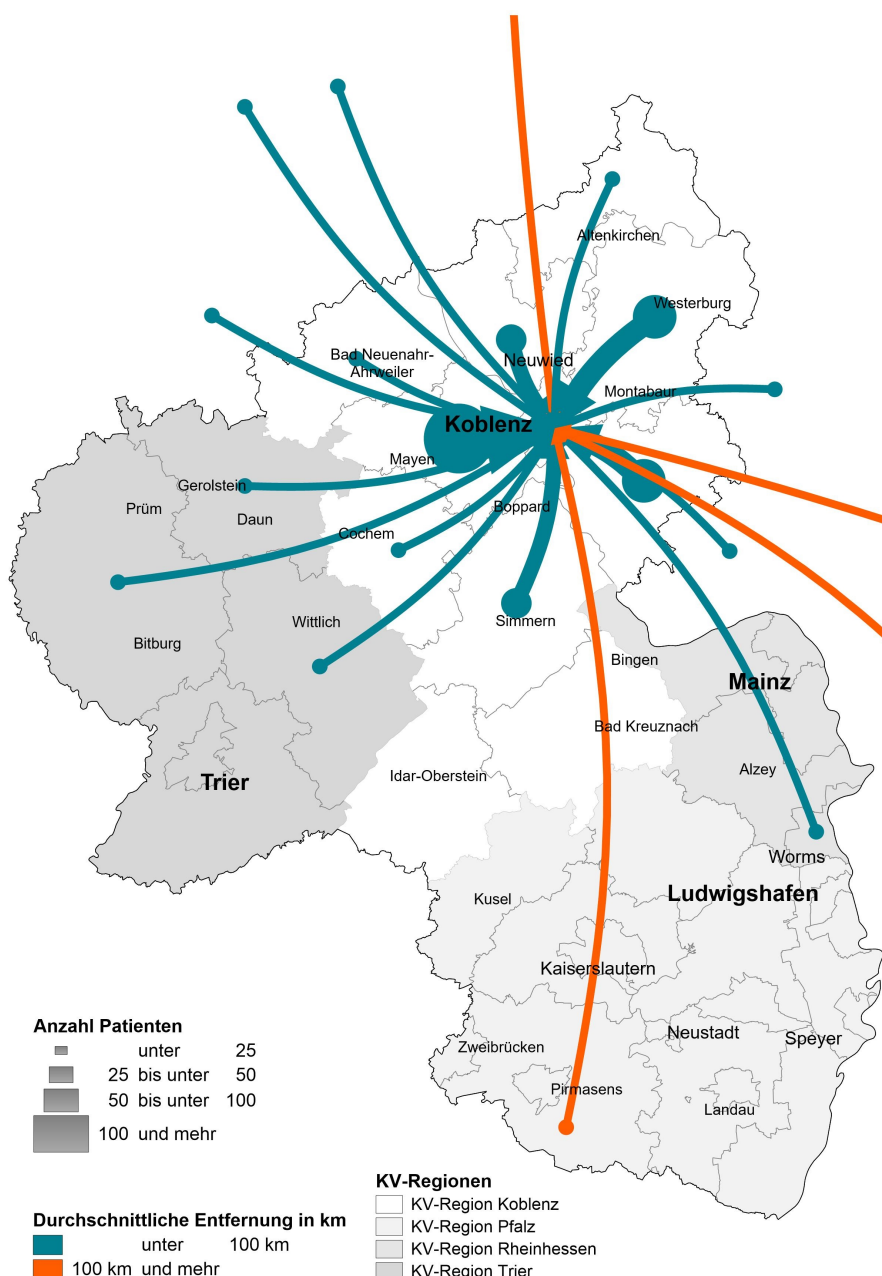 Altenkirchen
Westerburg
Bad Neuenahr-
Ahrweiler
Neuwied
Montabaur
Koblenz
Mayen
Gerolstein
Prüm
Daun
Boppard
Cochem
Simmern
Wittlich
Bitburg
Bingen
Mainz
Bad Kreuznach
Alzey
Idar-Oberstein
Trier
Worms
Ludwigshafen
Kusel
Kaiserslautern
Neustadt
Speyer
Zweibrücken
Pirmasens
Landau
Anzahl Patienten
unter 25
25 bis unter 50
50 bis unter 100
100 und mehr
Durchschnittliche Entfernung in km
unter 100 km
100 km und mehr
KV-Regionen
KV-Region Koblenz
KV-Region Pfalz
KV-Region Rheinhessen
KV-Region Trier